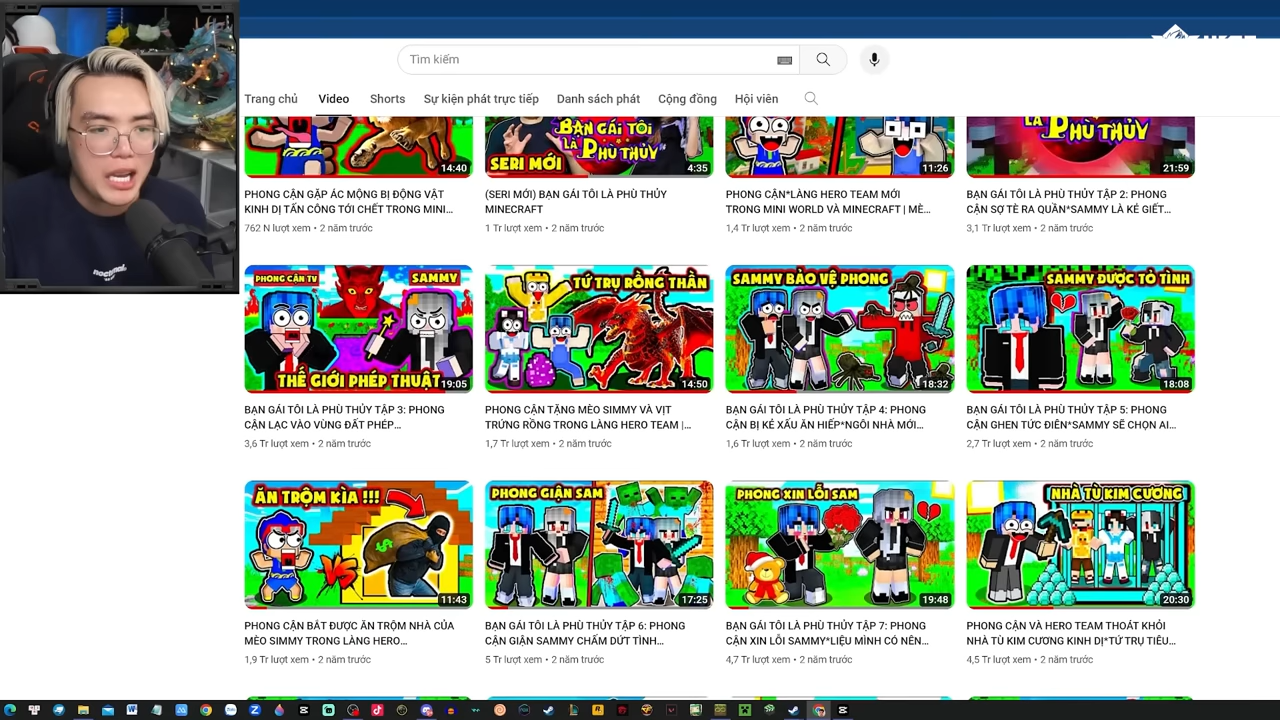 Tìm kiếm
Trang chủ Video Shorts Sự kiện phát trực tiếp Danh sách phát Cộng đồng Hội viên
14:40
BẠN GÁI TÔI
LÀ PHÙ THỦY
SERI MỚI
4:35
11:26
LÀ PHÙ THỦY
21:59
PHONG CẬN GẶP ÁC MỘNG BỊ ĐỘNG VẬT
KINH DỊ TẤN CÔNG TỚI CHẾT TRONG MINI...
762 N lượt xem • 2 năm trước
(SERI MỚI) BẠN GÁI TÔI LÀ PHÙ THỦY
MINECRAFT
1 Tr lượt xem • 2 năm trước
PHONG CẬN*LÀNG HERO TEAM MỚI
TRONG MINI WORLD VÀ MINECRAFT | MÈ...
1,4 Tr lượt xem • 2 năm trước
BẠN GÁI TÔI LÀ PHÙ THỦY TẬP 2: PHONG
CẬN SỢ TÈ RA QUẦN*SAMMY LÀ KẺ GIẾT...
3,1 Tr lượt xem • 2 năm trước
PHONG CẬN TV
SAMMY
THẾ GIỚI PHÉP THUẬT
19:05
TỨ TRỤ RỒNG THẦN
14:50
SAMMY BẢO VỆ PHONG
18:32
SAMMY ĐƯỢC TỎ TÌNH
18:08
BẠN GÁI TÔI LÀ PHÙ THỦY TẬP 3: PHONG
CẬN LẠC VÀO VÙNG ĐẤT PHÉP...
3,6 Tr lượt xem • 2 năm trước
PHONG CẬN TẶNG MÈO SIMMY VÀ VỊT
TRỨNG RỒNG TRONG LÀNG HERO TEAM |...
1,7 Tr lượt xem • 2 năm trước
BẠN GÁI TÔI LÀ PHÙ THỦY TẬP 4: PHONG
CẬN BỊ KẺ XẤU ĂN HIẾP*NGÔI NHÀ MỚI...
1,6 Tr lượt xem • 2 năm trước
BẠN GÁI TÔI LÀ PHÙ THỦY TẬP 5: PHONG
CẬN GHEN TỨC ĐIÊN*SAMMY SẼ CHỌN AI...
2,7 Tr lượt xem • 2 năm trước
ĂN TRỘM KÌA !!!
VS
11:43
PHONG GIẬN SAM
17:25
PHONG XIN LỖI SAM
19:48
NHÀ TÙ KIM CƯƠNG
20:30
PHONG CẬN BẮT ĐƯỢC ĂN TRỘM NHÀ CỦA
MÈO SIMMY TRONG LÀNG HERO...
1,9 Tr lượt xem • 2 năm trước
BẠN GÁI TÔI LÀ PHÙ THỦY TẬP 6: PHONG
CẬN GIẬN SAMMY CHẤM DỨT TÌNH...
5 Tr lượt xem • 2 năm trước
BẠN GÁI TÔI LÀ PHÙ THỦY TẬP 7: PHONG
CẬN XIN LỖI SAMMY*LIỆU MÌNH CÓ NÊN...
4,7 Tr lượt xem • 2 năm trước
PHONG CẬN VÀ HERO TEAM THOÁT KHỎI
NHÀ TÙ KIM CƯƠNG KINH DỊ*TỨ TRỤ TIÊU...
4,5 Tr lượt xem • 2 năm trước